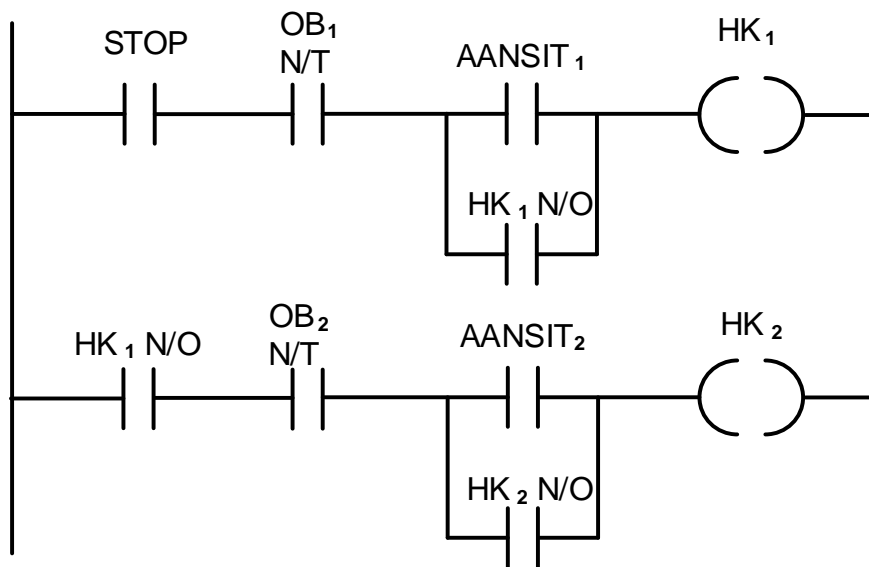 STOP
OB₁
N/T
AANSIT₁
HK₁
HK₁ N/O
HK₁ N/O
OB₂
N/T
AANSIT₂
HK₂
HK₂ N/O